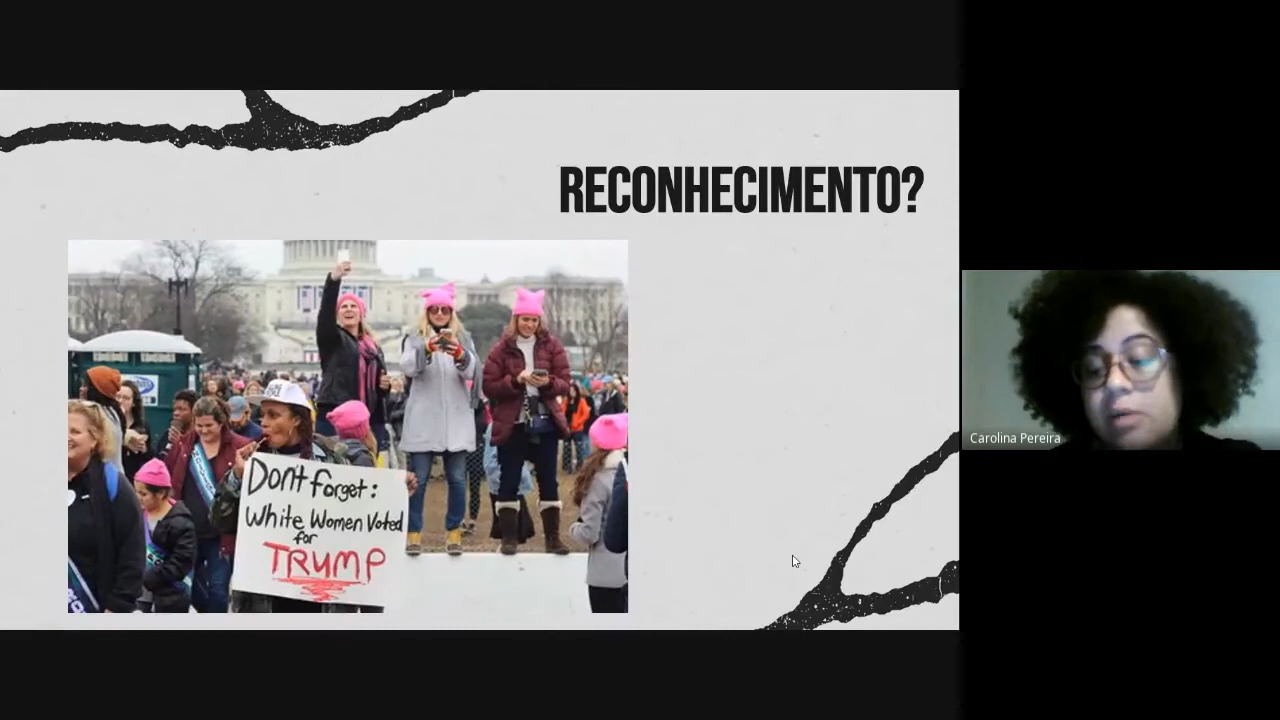 RECONHECIMENTO?
Don't forget:
White Women Voted
for
TRUMP
Carolina Pereira